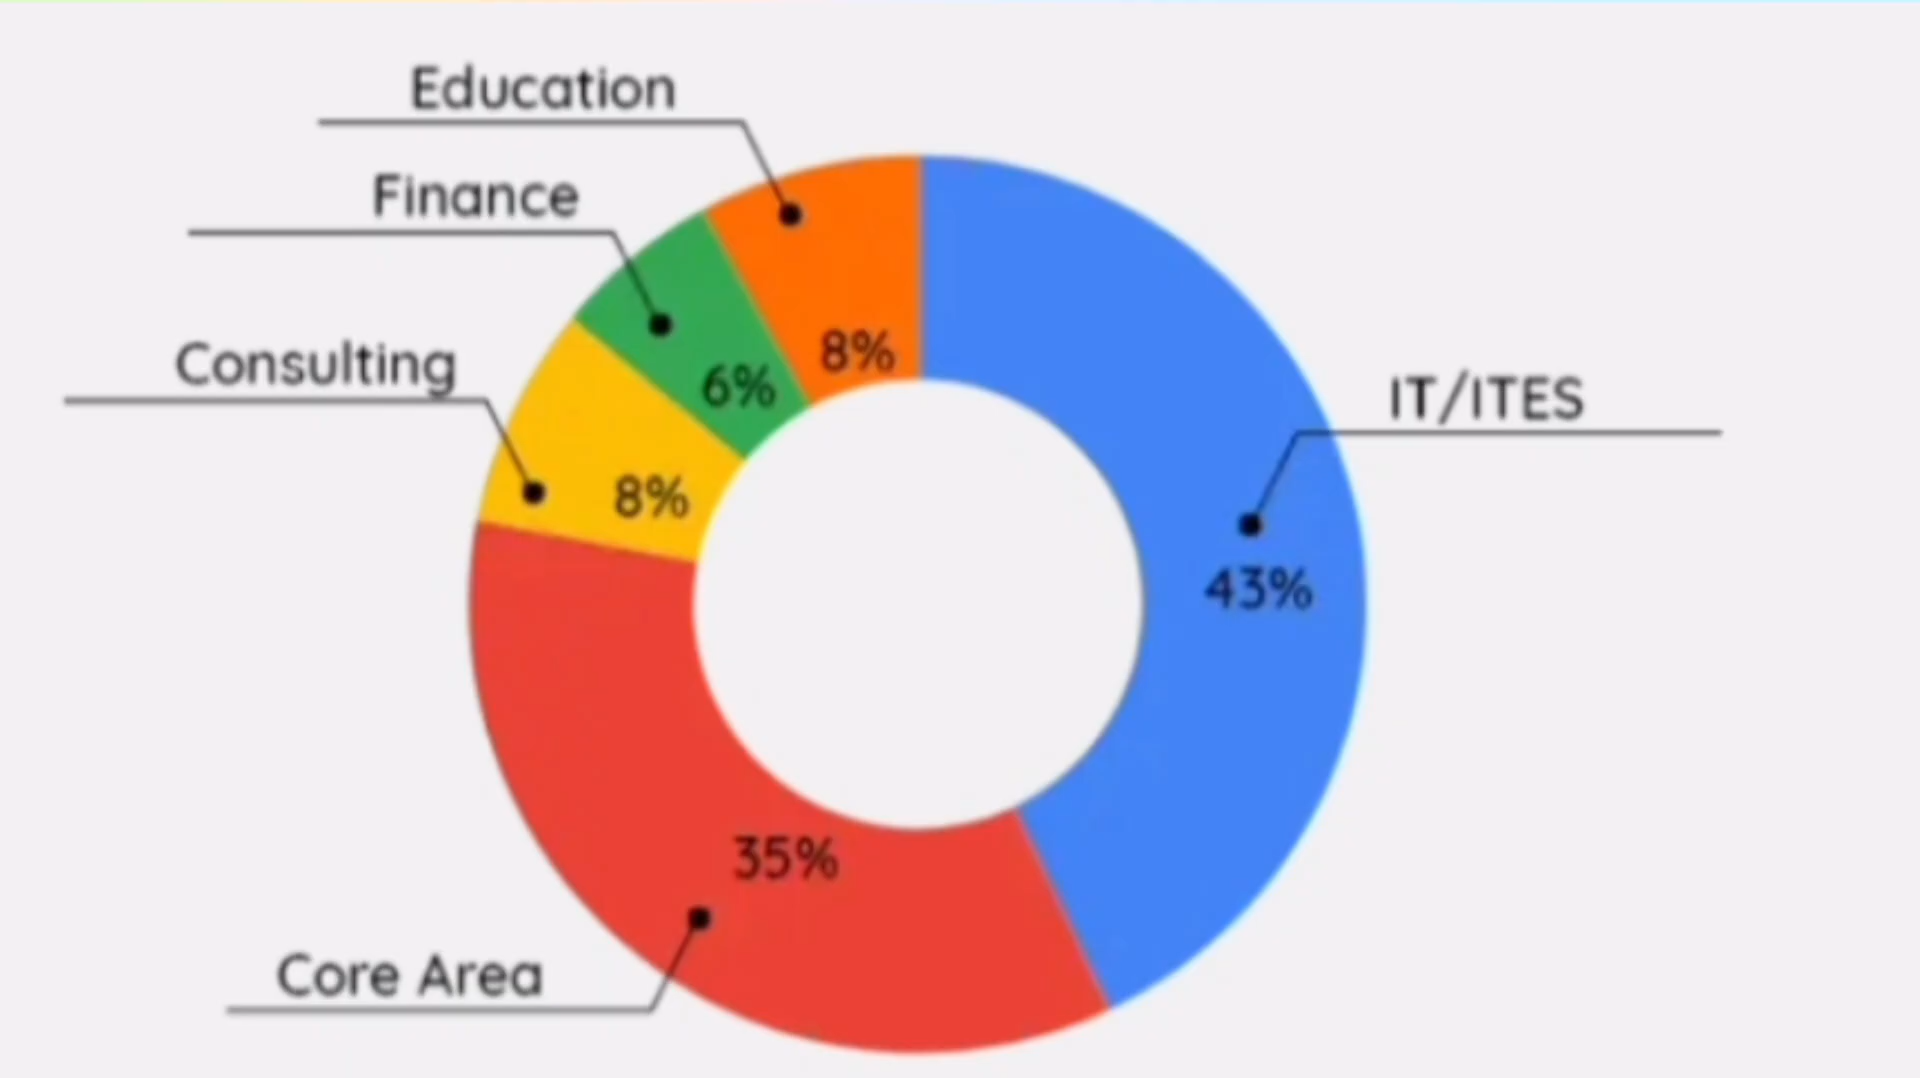 Education
Finance
8%
6%
Consulting
IT/ITES
8%
43%
35%
Core Area